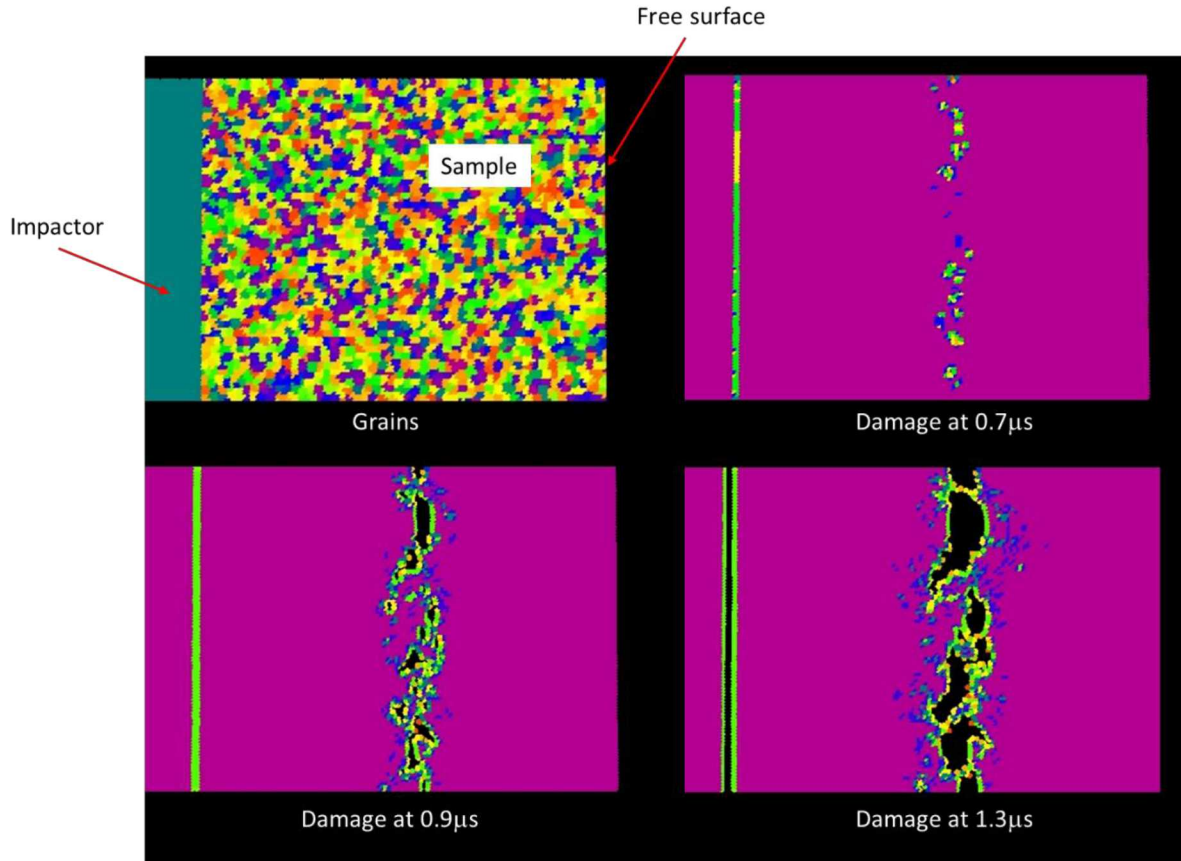 Free surface
Sample
Impactor
Grains
Damage at 0.7μs
Damage at 0.9μs
Damage at 1.3μs